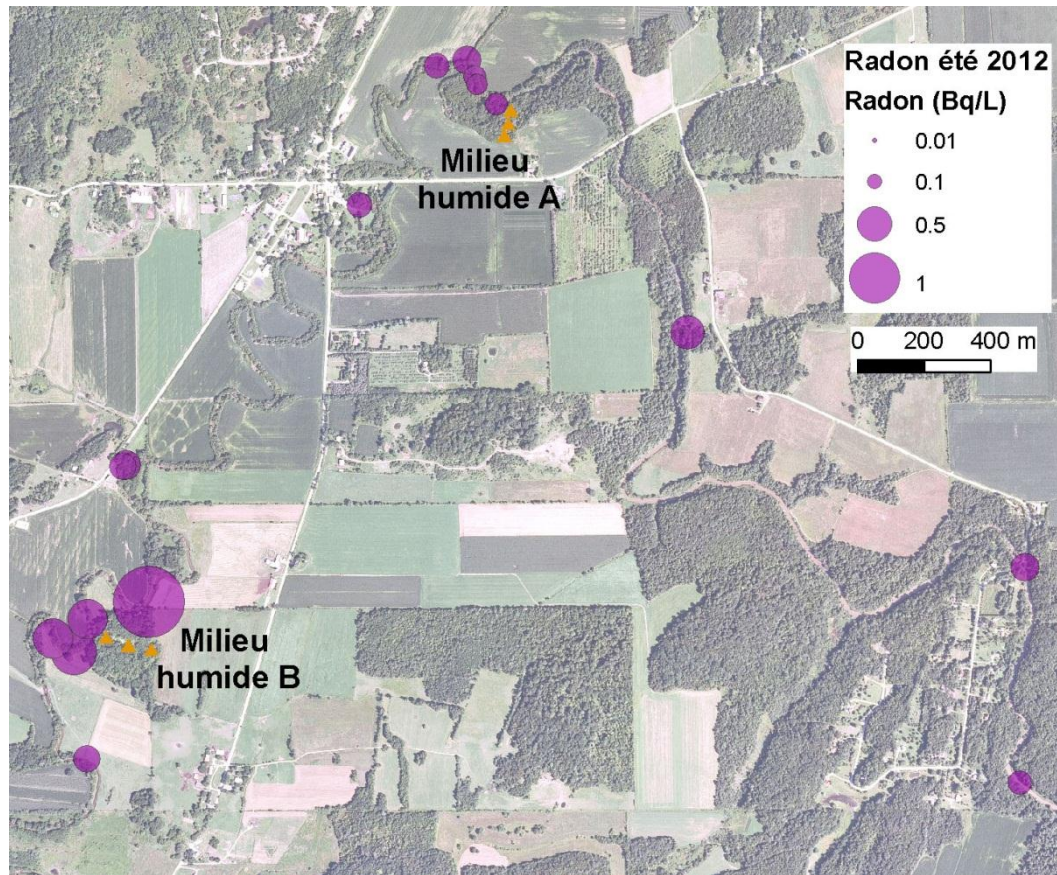 Radon été 2012
Radon (Bq/L)
0.01
0.1
0.5
1
0 200 400 m
Milieu
humide A
Milieu
humide B